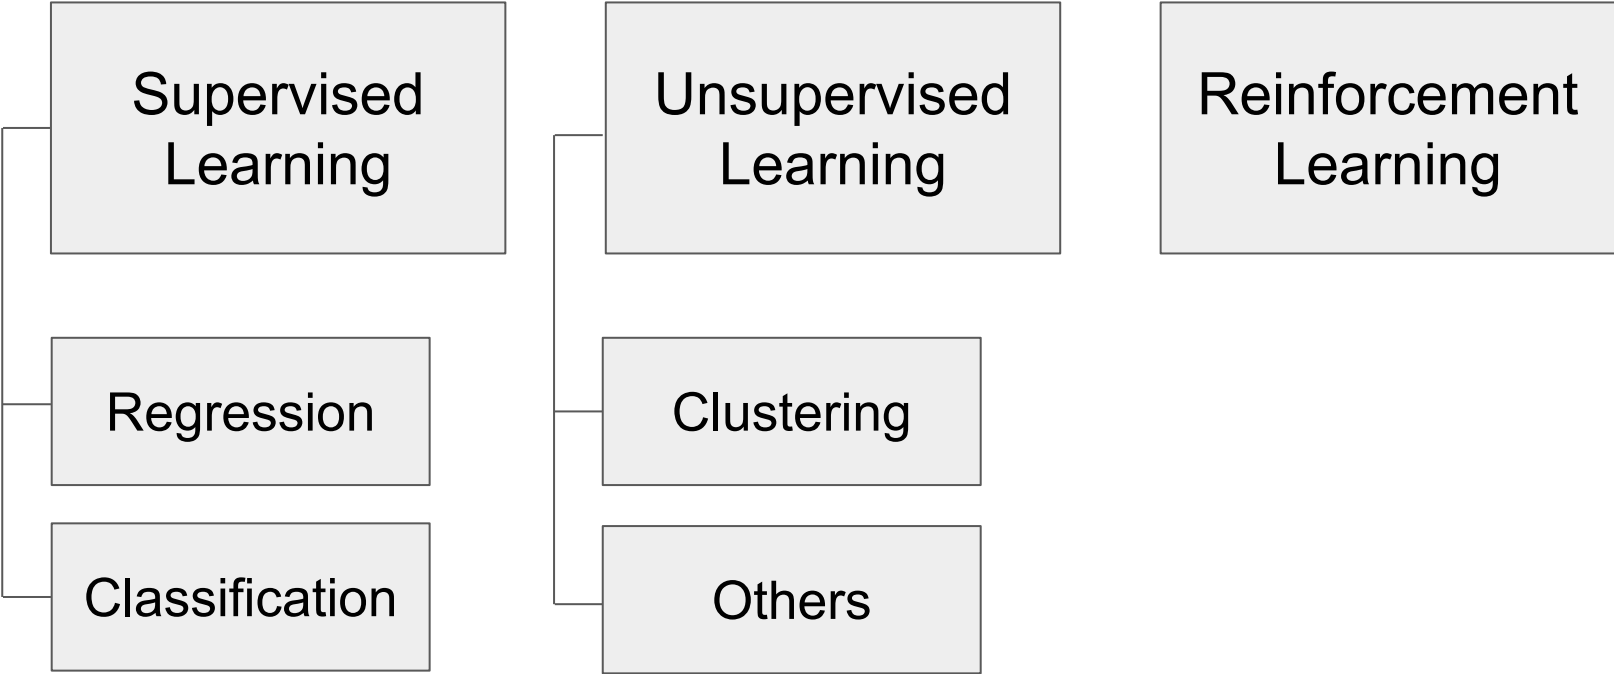 Supervised
Learning
Unsupervised
Learning
Reinforcement
Learning
Regression
Clustering
Classification
Others